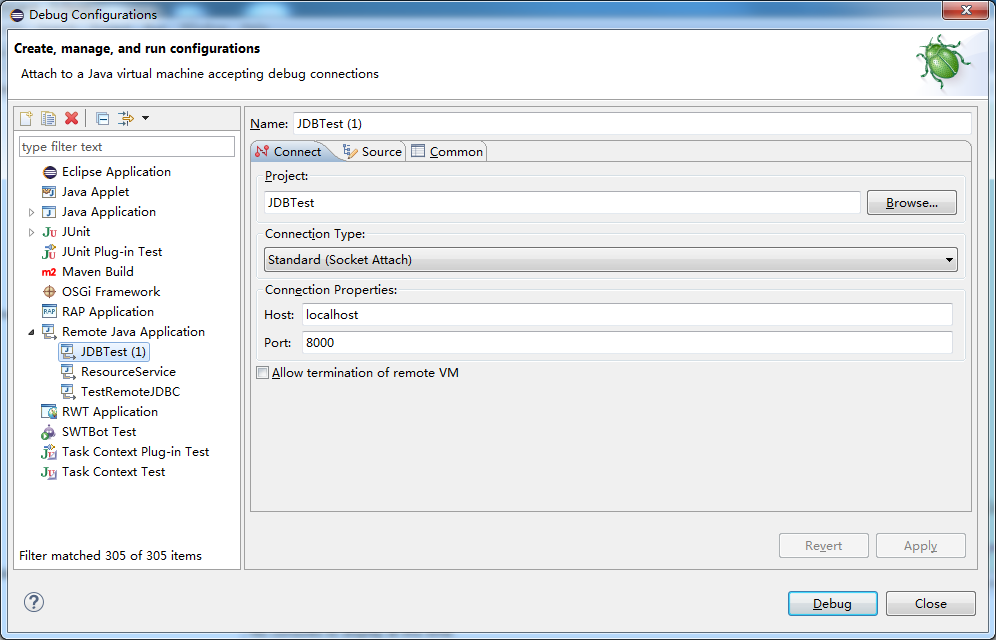 Debug Configurations
Create, manage, and run configurations
Attach to a Java virtual machine accepting debug connections
type filter text
Eclipse Application
Java Applet
Java Application
Ju JUnit
JUnit Plug-in Test
m2 Maven Build
OSGi Framework
RAP RAP Application
Remote Java Application
JDBTest (1)
ResourceService
TestRemoteJDBC
RWT Application
SWTBot Test
Task Context Plug-in Test
Task Context Test
Filter matched 305 of 305 items
Name: JDBTest (1)
Connect Source Common
Project:
JDBTest Browse...
Connection Type:
Standard (Socket Attach)
Connection Properties:
Host: localhost
Port: 8000
Allow termination of remote VM
Revert Apply
? Debug Close